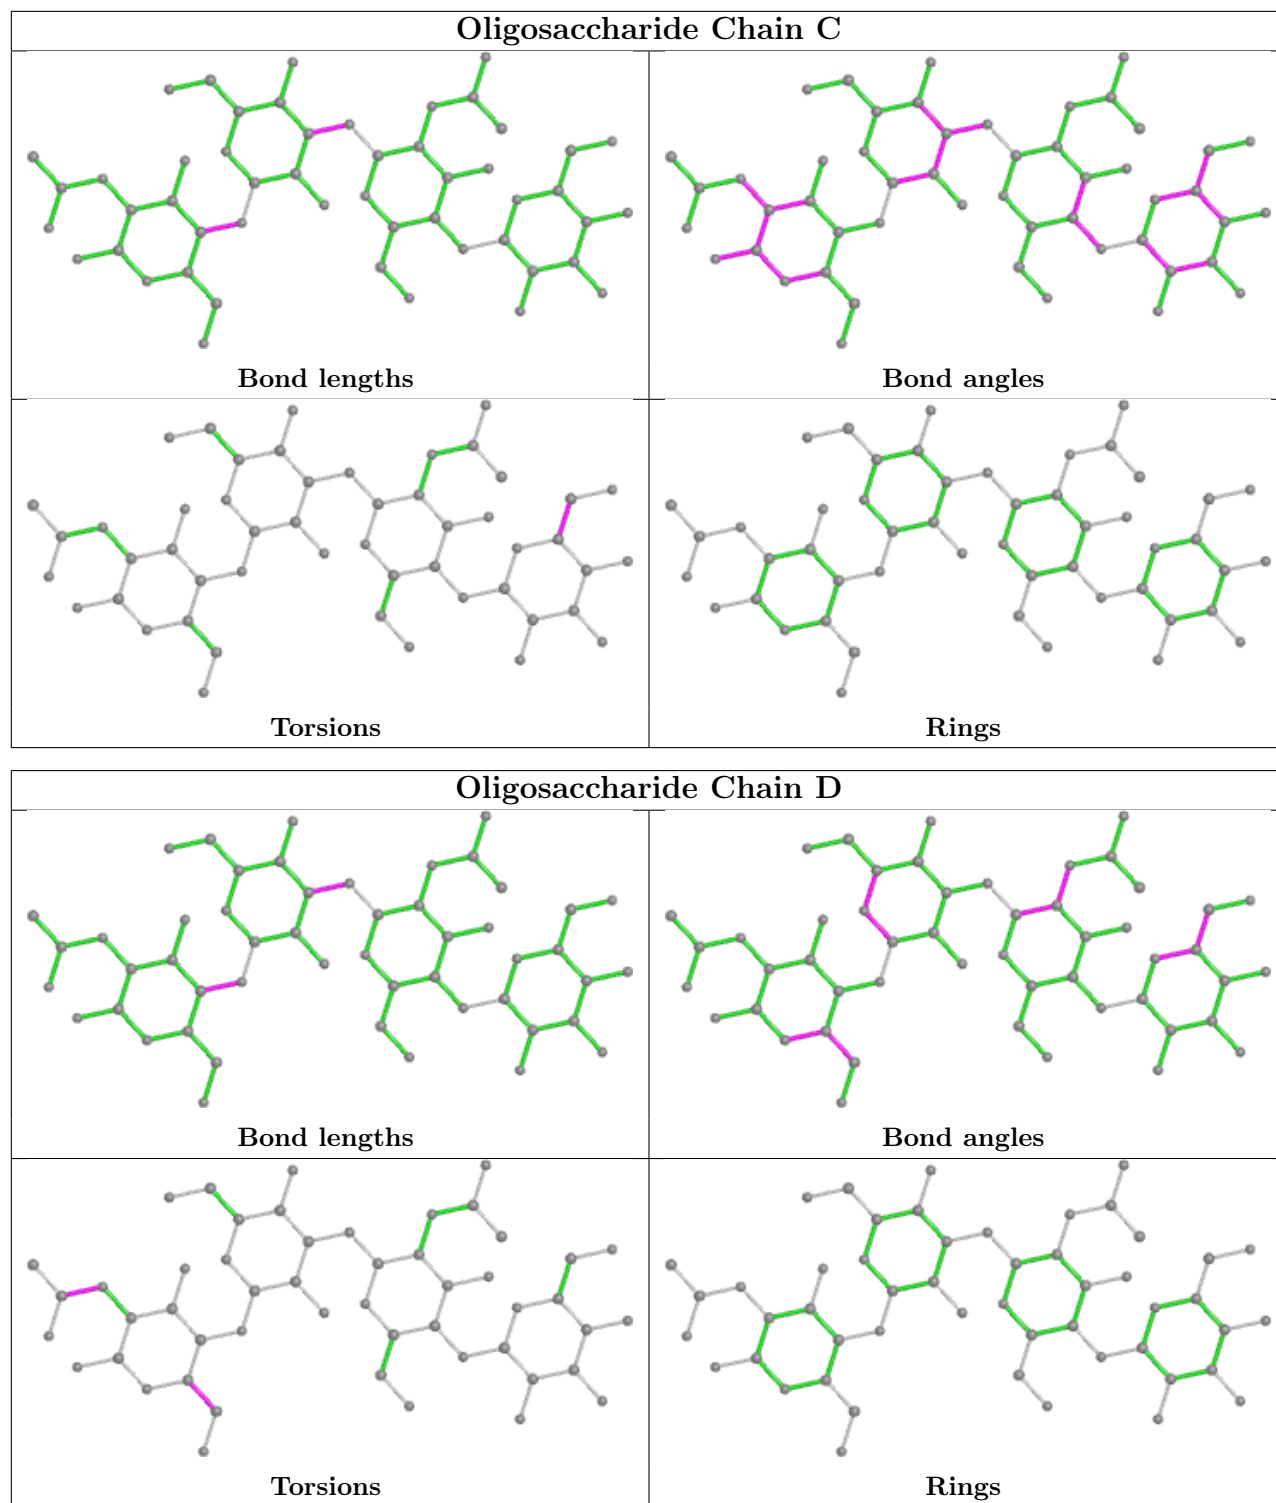 Oligosaccharide Chain C
Bond lengths
Bond angles
Torsions
Rings
Oligosaccharide Chain D
Bond lengths
Bond angles
Torsions
Rings